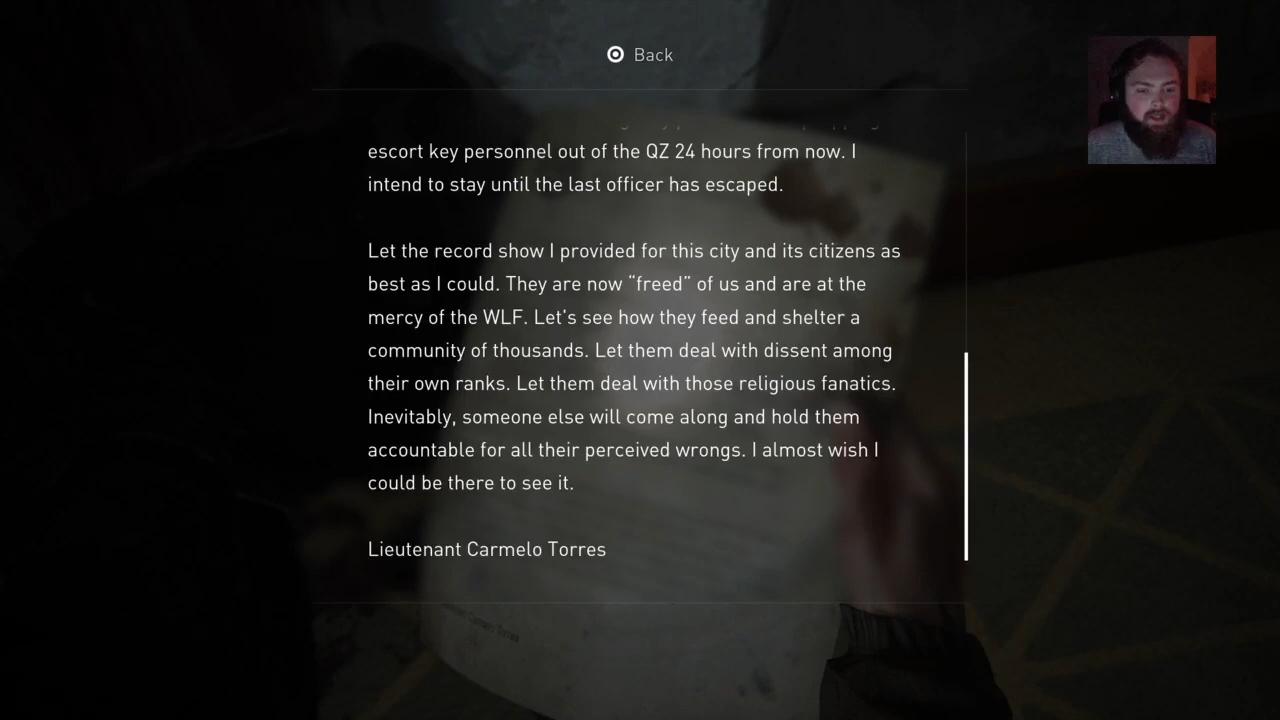 Back
escort key personnel out of the QZ 24 hours from now. I
intend to stay until the last officer has escaped.
Let the record show I provided for this city and its citizens as
best as I could. They are now “freed” of us and are at the
mercy of the WLF. Let's see how they feed and shelter a
community of thousands. Let them deal with dissent among
their own ranks. Let them deal with those religious fanatics.
Inevitably, someone else will come along and hold them
accountable for all their perceived wrongs. I almost wish I
could be there to see it.
Lieutenant Carmelo Torres